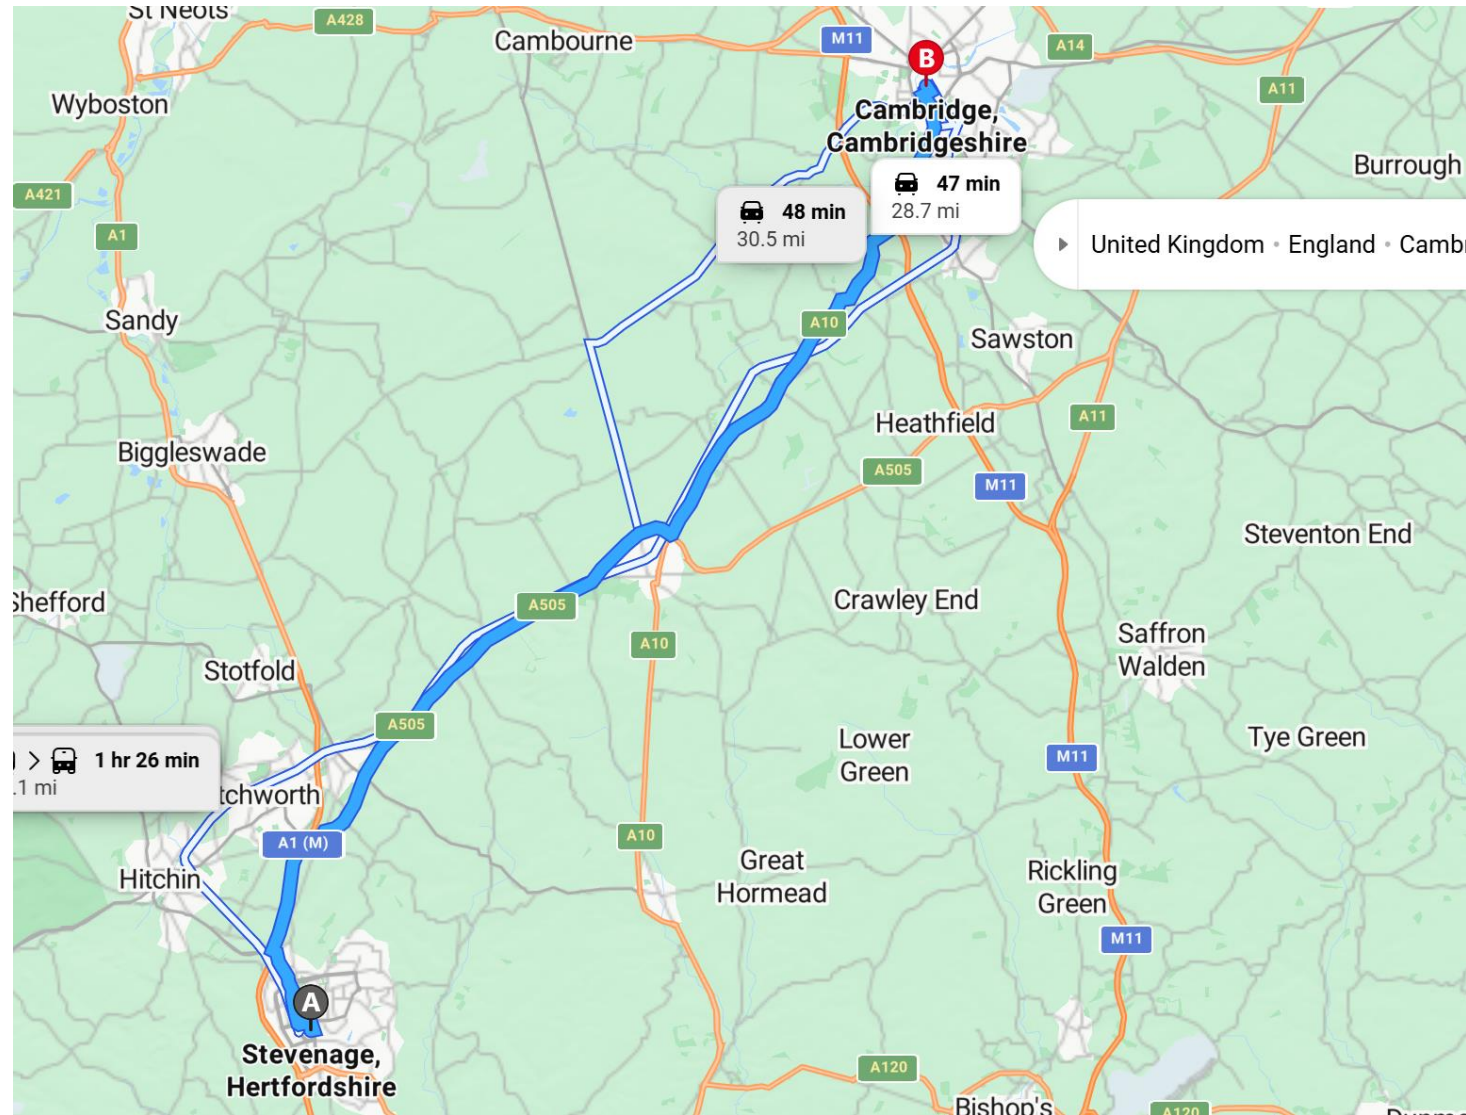 St Neots
A428
Cambourne
M11
B
A14
A11
Wyboston
Cambridge,
Cambridgeshire
Burrough
A421
47 min
28.7 mi
48 min
30.5 mi
A1
United Kingdom • England • Camb
Sandy
A10
Sawston
Heathfield
A11
Biggleswade
A505
M11
Steventon End
Shefford
A505
Crawley End
A10
Saffron
Walden
Stotfold
A505
Lower
Green
Tye Green
M11
> 1 hr 26 min
.1 mi
tchworth
A1 (M)
A10
Great
Hormead
Rickling
Green
Hitchin
M11
A
Stevenage,
Hertfordshire
A120
Bishop's
A120